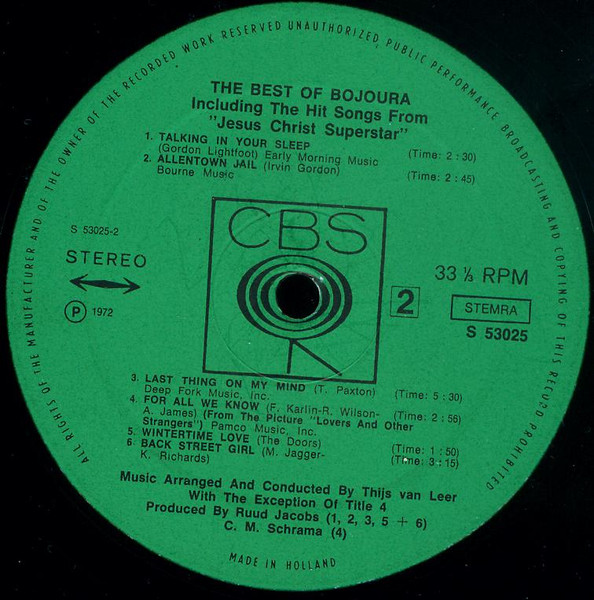 ALL RIGHTS OF THE MANUFACTURER AND OF THE OWNER OF THE RECORDED WORK RESERVED UNAUTHORIZED PUBLIC PERFORMANCE BROADCASTING AND COPYING OF THIS RECORD PROHIBITED
THE BEST OF BOJOURA
Including The Hit Songs From
"Jesus Christ Superstar"
1. TALKING IN YOUR SLEEP
(Gordon Lightfoot) Early Morning Music (Time: 2:30)
2. ALLENTOWN JAIL (Irvin Gordon)
Bourne Music (Time: 2:45)
S 53025-2
STEREO
Ⓟ 1972
CBS
2
33⅓ RPM
STEMRA
S 53025
3. LAST THING ON MY MIND (T. Paxton)
Deep Fork Music, Inc. (Time: 5:30)
4. FOR ALL WE KNOW (F. Karlin-R. Wilson-
A. James) (From The Picture "Lovers And Other (Time: 2:56)
Strangers") Pamco Music, Inc.
5. WINTERTIME LOVE (The Doors) (Time: 1:50)
6. BACK STREET GIRL (M. Jagger- (Time: 3:15)
K. Richards)
Music Arranged And Conducted By Thijs van Leer
With The Exception Of Title 4
Produced By Ruud Jacobs (1, 2, 3, 5 + 6)
C. M. Schrama (4)
MADE IN HOLLAND